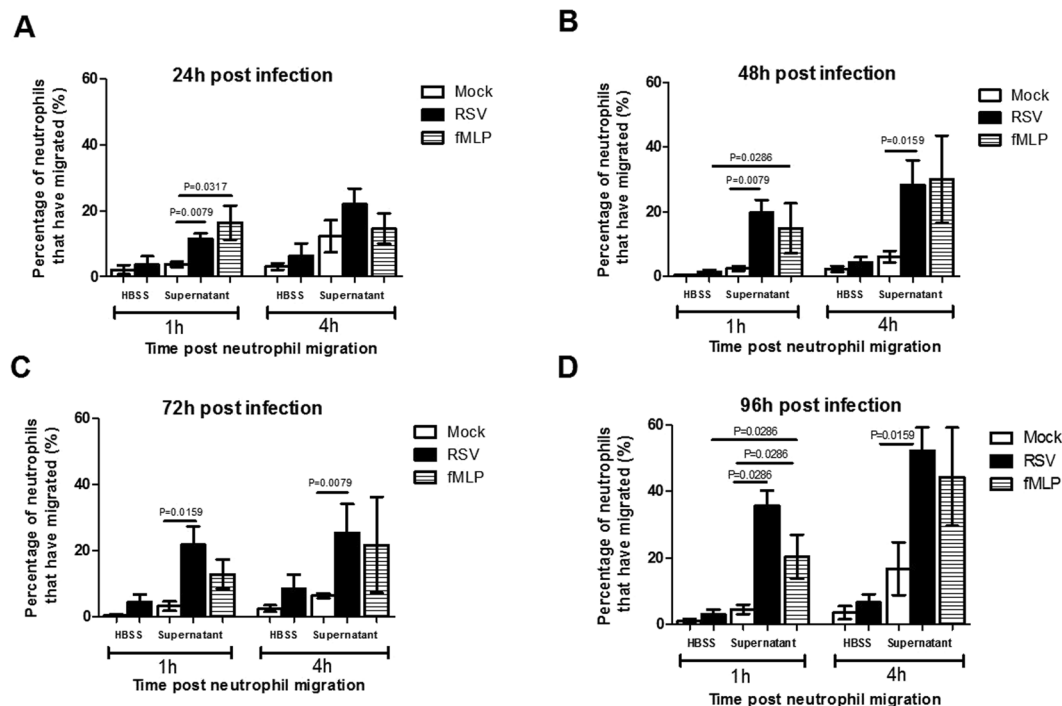 A
24h post infection
Percentage of neutrophils
that have migrated (%)
60
40
20
0
P=0.0317
P=0.0079
Mock
RSV
fMLP
HBSS Supernatant HBSS Supernatant
1h 4h
Time post neutrophil migration
B
48h post infection
Percentage of neutrophils
that have migrated (%)
60
40
20
0
P=0.0286
P=0.0079
P=0.0159
Mock
RSV
fMLP
HBSS Supernatant HBSS Supernatant
1h 4h
Time post neutrophil migration
C
72h post infection
Percentage of neutrophils
that have migrated (%)
60
40
20
0
P=0.0159
P=0.0079
Mock
RSV
fMLP
HBSS Supernatant HBSS Supernatant
1h 4h
Time post neutrophil migration
D
96h post infection
Percentage of neutrophils
that have migrated (%)
60
40
20
0
P=0.0286
P=0.0286
P=0.0286
P=0.0159
Mock
RSV
fMLP
HBSS Supernatant HBSS Supernatant
1h 4h
Time post neutrophil migration